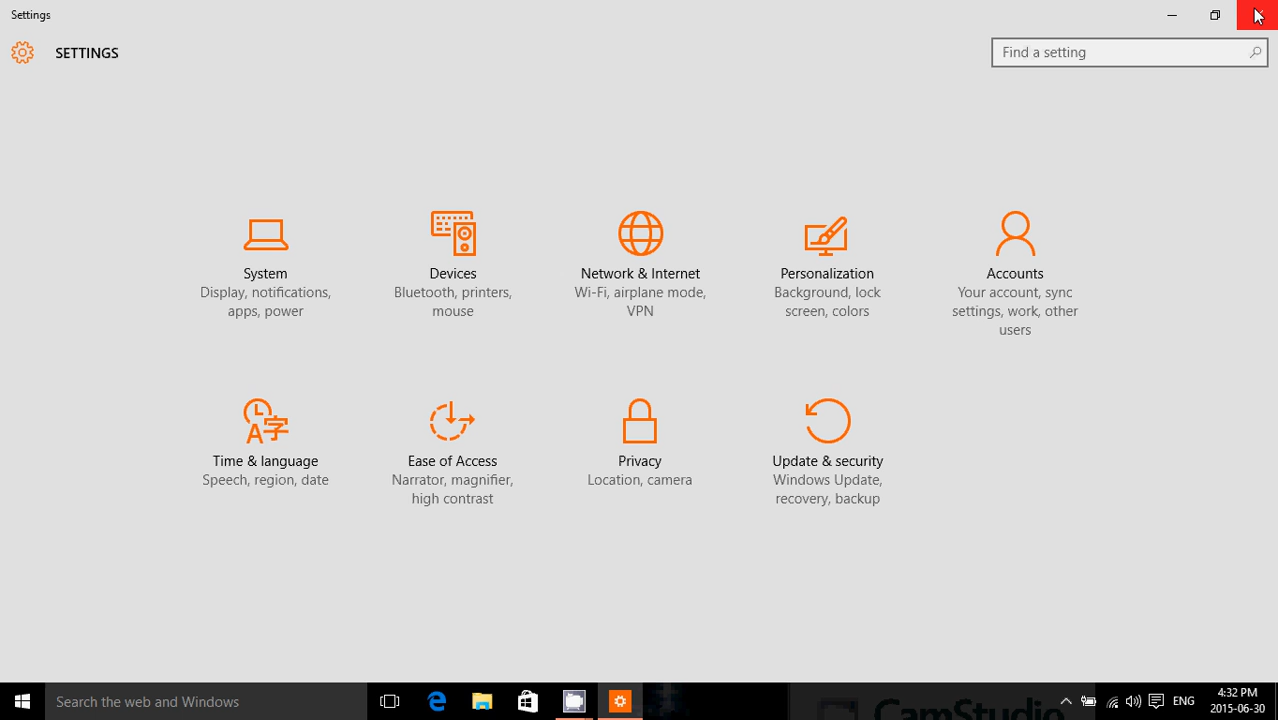 Settings
SETTINGS
Find a setting
System
Display, notifications,
apps, power
Devices
Bluetooth, printers,
mouse
Network & Internet
Wi-Fi, airplane mode,
VPN
Personalization
Background, lock
screen, colors
Accounts
Your account, sync
settings, work, other
users
Time & language
Speech, region, date
Ease of Access
Narrator, magnifier,
high contrast
Privacy
Location, camera
Update & security
Windows Update,
recovery, backup
A字
Search the web and Windows
CamStudio
ENG
4:32 PM
2015-06-30